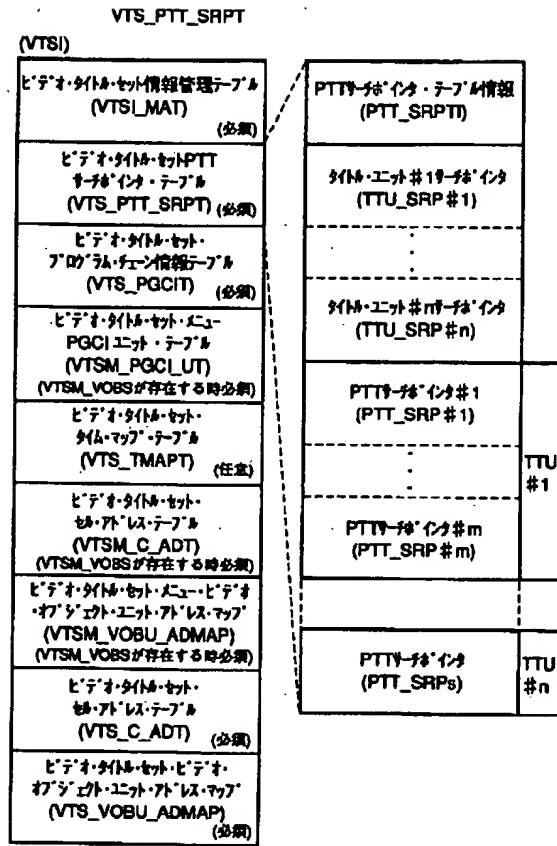 VTS_PTT_SRPT
(VTSI)
ビデオ・タイトル・セット情報管理テーブル
(VTSI_MAT)
(必須)
ビデオ・タイトル・セットPTT
サーチポインタ・テーブル
(VTS_PTT_SRPT) (必須)
ビデオ・タイトル・セット・
プログラム・チェーン情報テーブル
(VTS_PGCIT) (必須)
ビデオ・タイトル・セット・メニュー
PGCIユニット・テーブル
(VTSM_PGCI_UT)
(VTSM_VOBSが存在する時必須)
ビデオ・タイトル・セット・
タイム・マップ・テーブル
(VTS_TMAPT) (任意)
ビデオ・タイトル・セット・
セル・アドレス・テーブル
(VTSM_C_ADT)
(VTSM_VOBSが存在する時必須)
ビデオ・タイトル・セット・メニュー・ビデオ
・オブジェクト・ユニット・アドレス・マップ
(VTSM_VOBU_ADMAP)
(VTSM_VOBSが存在する時必須)
ビデオ・タイトル・セット・
セル・アドレス・テーブル
(VTS_C_ADT) (必須)
ビデオ・タイトル・セット・ビデオ・
オブジェクト・ユニット・アドレス・マップ
(VTS_VOBU_ADMAP)
(必須)
PTTサーチポインタ・テーブル情報
(PTT_SRPTI)
タイトル・ユニット#1サーチポインタ
(TTU_SRP#1)
タイトル・ユニット#nサーチポインタ
(TTU_SRP#n)
PTTサーチポインタ#1
(PTT_SRP#1)
PTTサーチポインタ#m
(PTT_SRP#m)
TTU
#1
PTTサーチポインタ
(PTT_SRPs)
TTU
#n